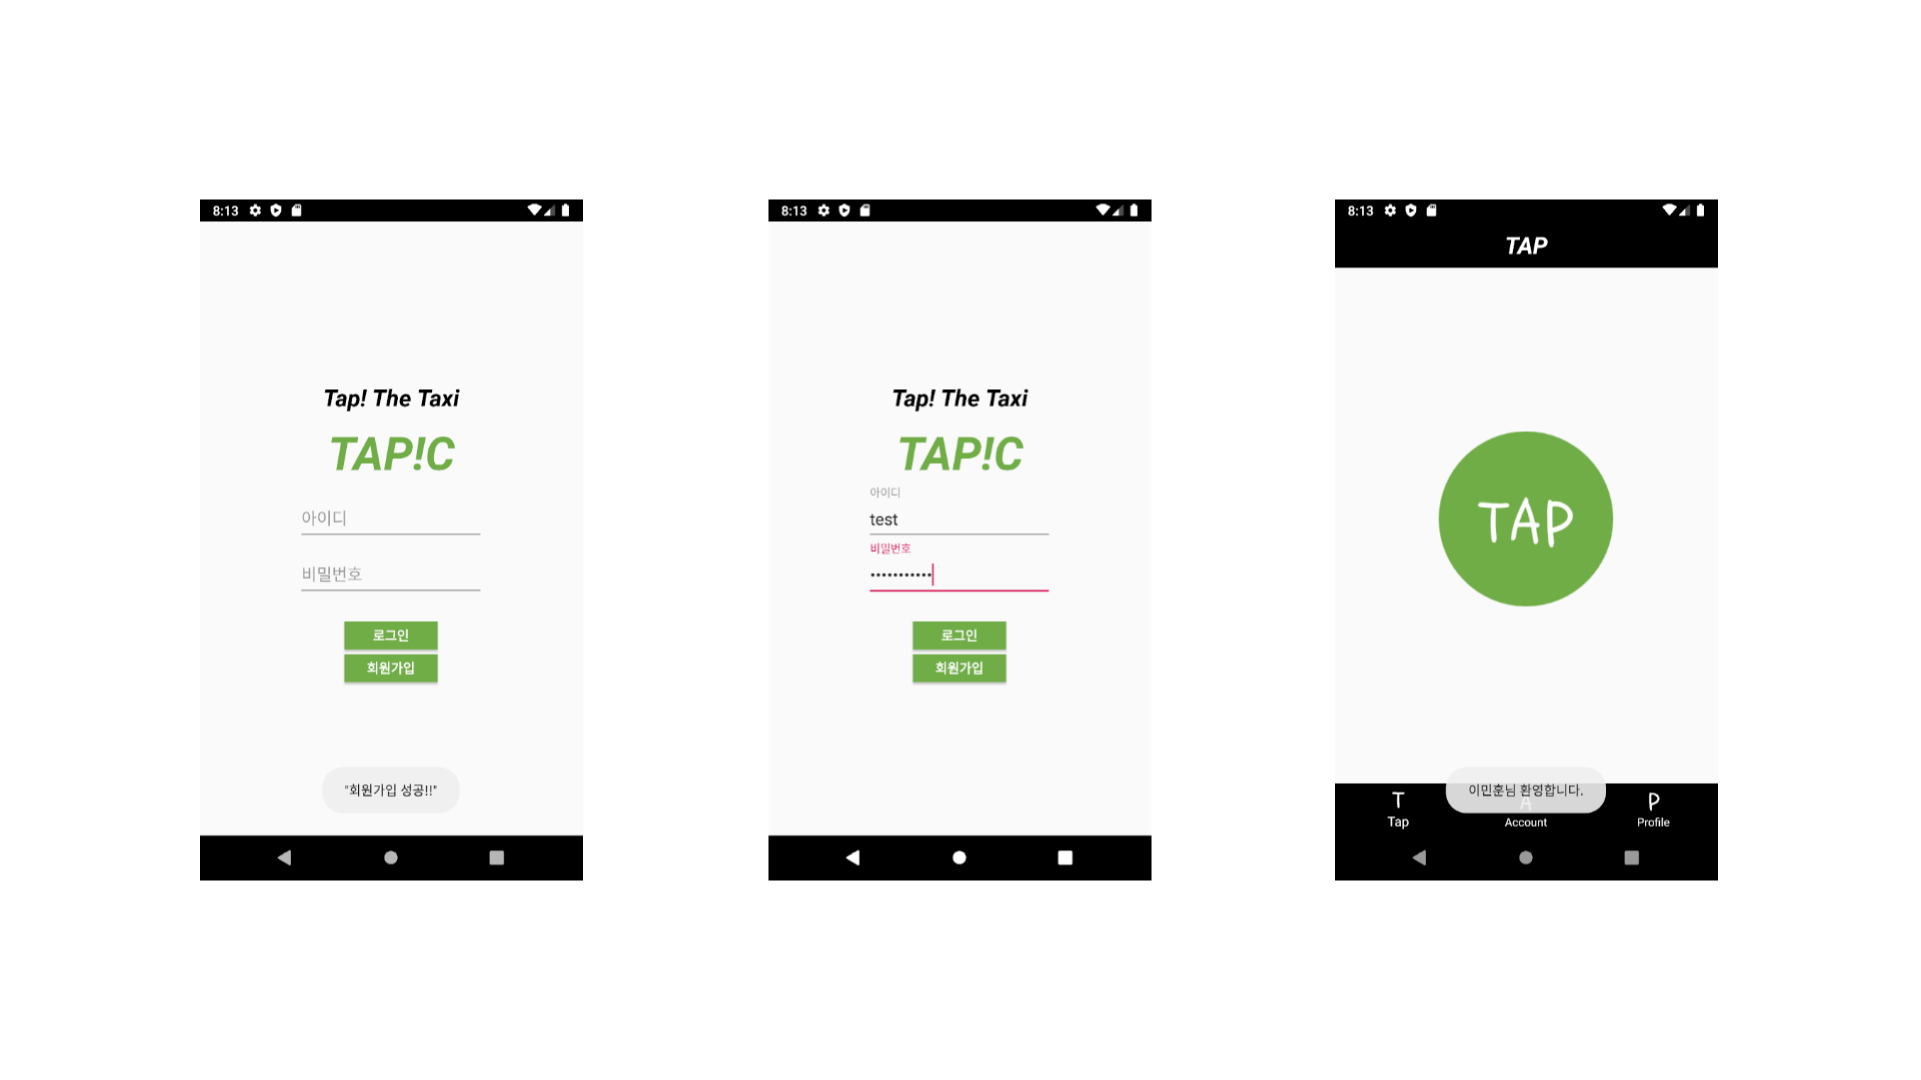 8:13
Tap! The Taxi
TAP!C
아이디
비밀번호
로그인
회원가입
"회원가입 성공!!"
8:13
Tap! The Taxi
TAP!C
아이디
test
비밀번호
•••••••••••
로그인
회원가입
8:13
TAP
TAP
이민훈님 환영합니다.
T A P
Tap Account Profile